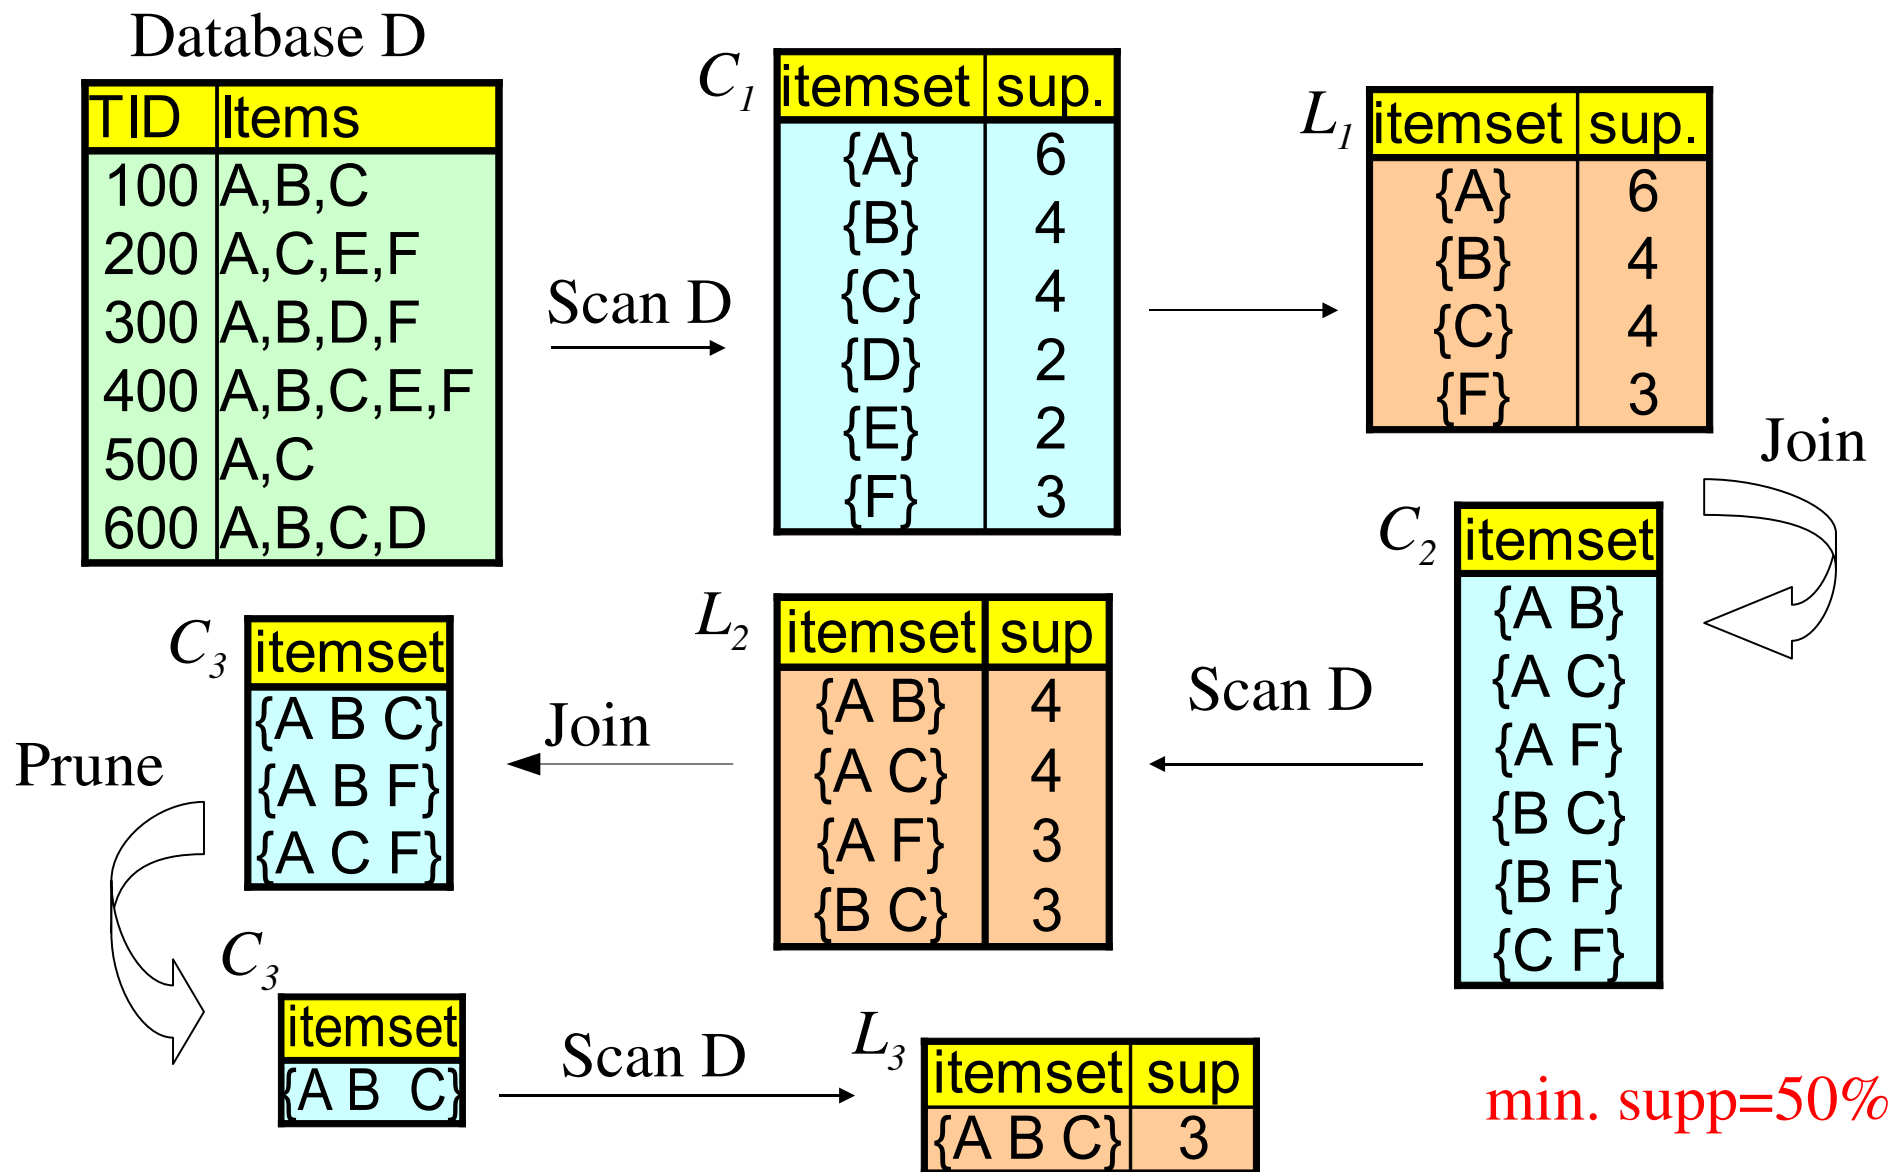 Database D
TID Items
100 A,B,C
200 A,C,E,F
300 A,B,D,F
400 A,B,C,E,F
500 A,C
600 A,B,C,D
Scan D
C1
itemset sup.
{A} 6
{B} 4
{C} 4
{D} 2
{E} 2
{F} 3
L1
itemset sup.
{A} 6
{B} 4
{C} 4
{F} 3
Join
C2
itemset
{A B}
{A C}
{A F}
{B C}
{B F}
{C F}
Scan D
L2
itemset sup
{A B} 4
{A C} 4
{A F} 3
{B C} 3
Join
C3
itemset
{A B C}
{A B F}
{A C F}
Prune
C3
itemset
{A B C}
Scan D
L3
itemset sup
{A B C} 3
min. supp=50%